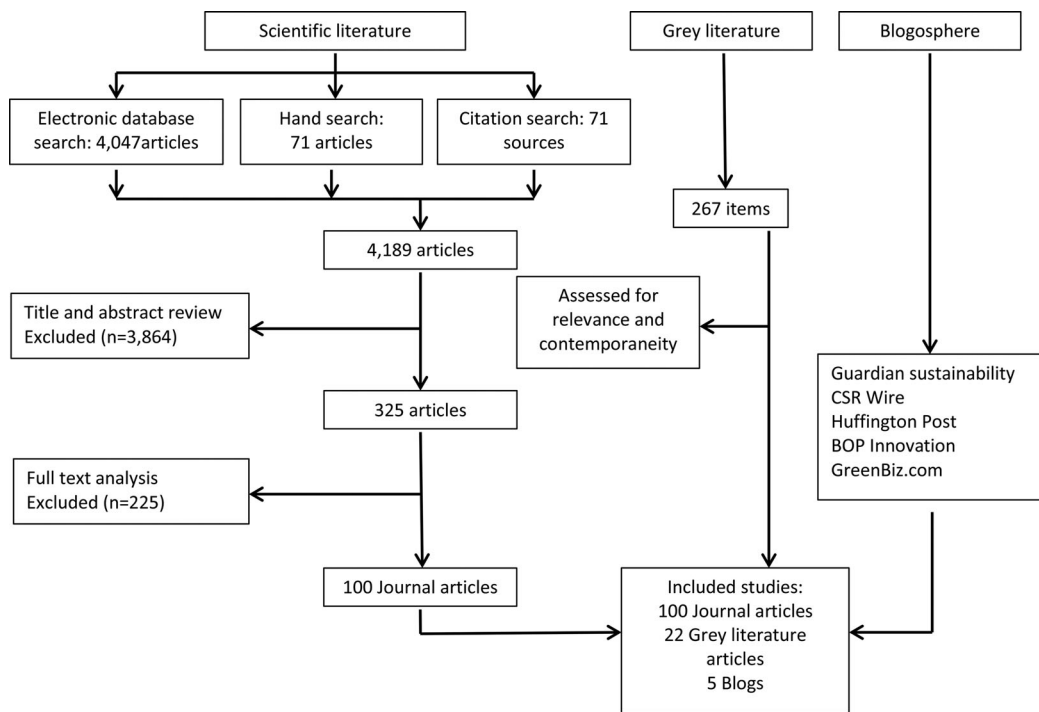 Scientific literature
Grey literature
Blogosphere
Electronic database
search: 4,047articles
Hand search:
71 articles
Citation search: 71
sources
267 items
4,189 articles
Title and abstract review
Excluded (n=3,864)
Assessed for
relevance and
contemporaneity
Guardian sustainability
CSR Wire
Huffington Post
BOP Innovation
GreenBiz.com
325 articles
Full text analysis
Excluded (n=225)
100 Journal articles
Included studies:
100 Journal articles
22 Grey literature
articles
5 Blogs